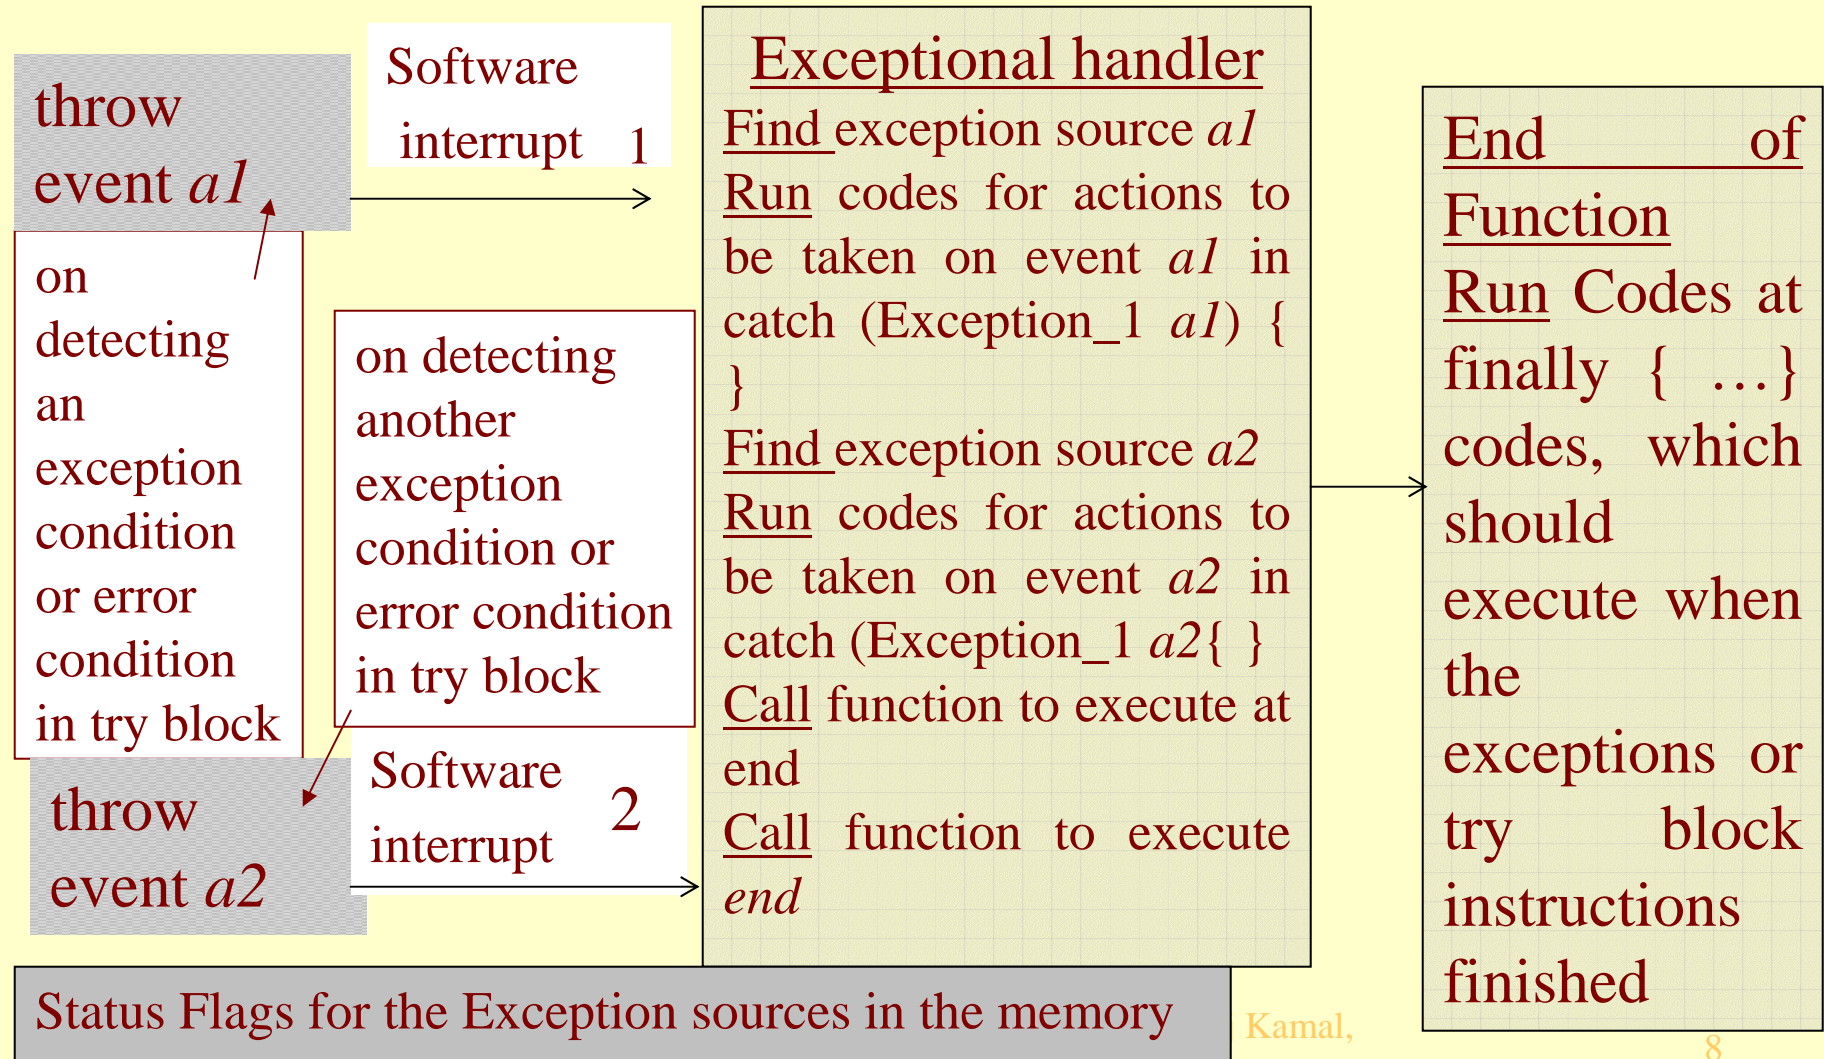 throw
event a1
Software
interrupt 1
on
detecting
an
exception
condition
or error
condition
in try block
on detecting
another
exception
condition or
error condition
in try block
throw
event a2
Software
interrupt 2
Exceptional handler
Find exception source a1
Run codes for actions to
be taken on event a1 in
catch (Exception_1 a1) {
}
Find exception source a2
Run codes for actions to
be taken on event a2 in
catch (Exception_1 a2{ }
Call function to execute at
end
Call function to execute
end
End of
Function
Run Codes at
finally { …}
codes, which
should
execute when
the
exceptions or
try block
instructions
finished
Status Flags for the Exception sources in the memory
Kamal,
8